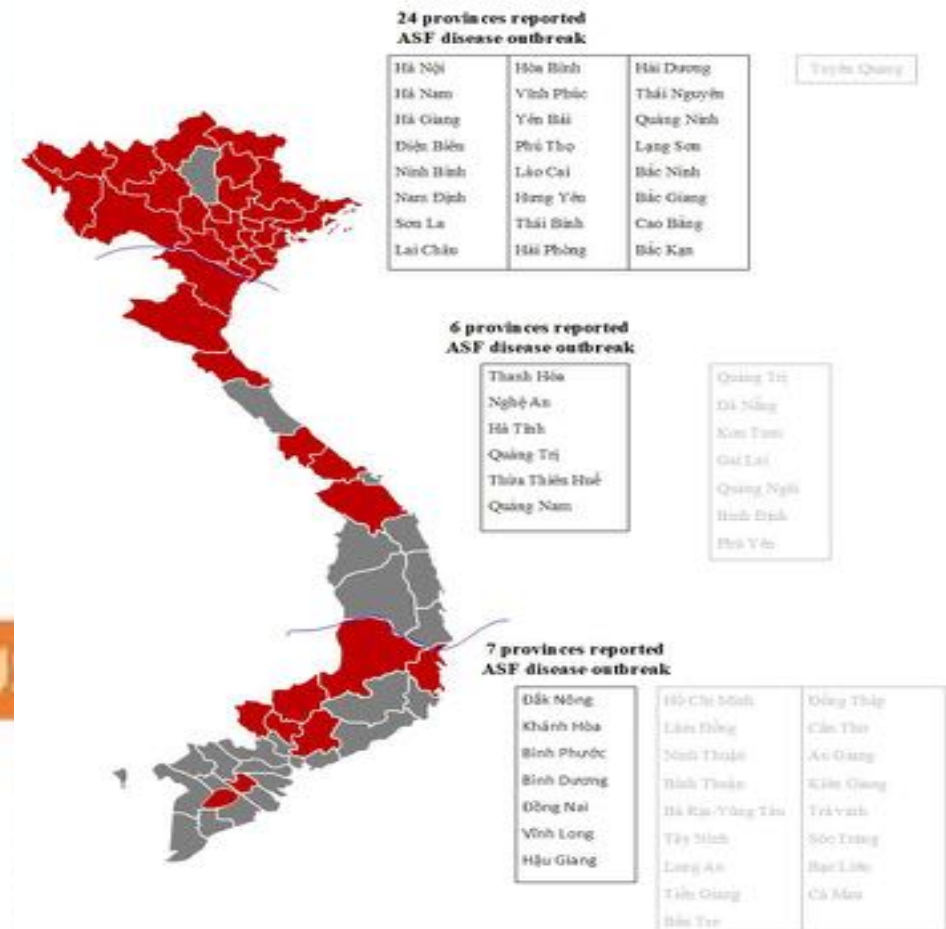 24 provinces reported
ASF disease outbreak
Hà Nội Hòa Bình Hải Dương
Hà Nam Vĩnh Phúc Thái Nguyên
Hà Giang Yên Bái Quảng Ninh
Điện Biên Phú Thọ Lạng Sơn
Ninh Bình Lào Cai Bắc Ninh
Nam Định Hưng Yên Bắc Giang
Sơn La Thái Bình Cao Bằng
Lai Châu Hải Phòng Bắc Kạn
Tuyên Quang
6 provinces reported
ASF disease outbreak
Thanh Hóa
Nghệ An
Hà Tĩnh
Quảng Trị
Thừa Thiên Huế
Quảng Nam
Quảng Trị
Đà Nẵng
Kon Tum
Gia Lai
Quảng Ngãi
Bình Định
Phú Yên
7 provinces reported
ASF disease outbreak
Đắk Nông
Khánh Hòa
Bình Phước
Bình Dương
Đồng Nai
Vĩnh Long
Hậu Giang
Hồ Chí Minh Đồng Tháp
Lâm Đồng Cần Thơ
Ninh Thuận An Giang
Bình Thuận Kiên Giang
Bà Rịa-Vũng Tàu Trà vinh
Tây Ninh Sóc Trăng
Long An Bạc Liêu
Tiền Giang Cà Mau
Bến Tre